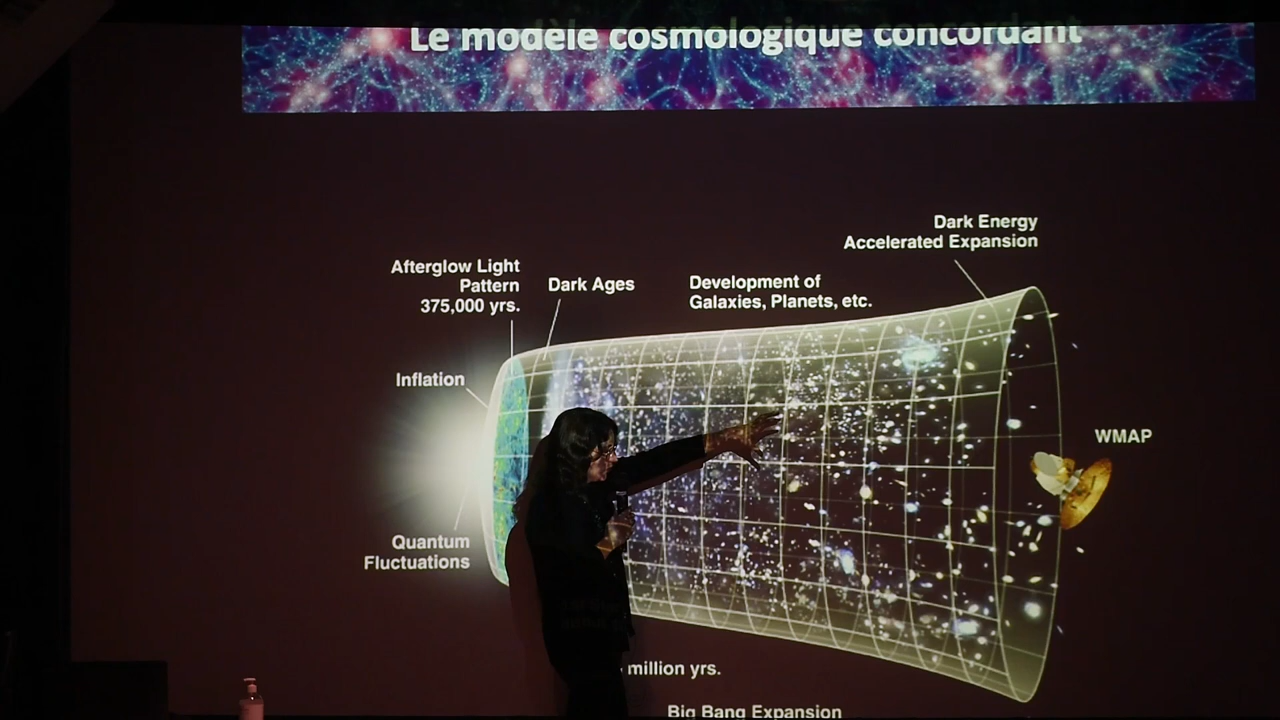 Le modèle cosmologique concordant
Dark Energy
Accelerated Expansion
Afterglow Light
Pattern
375,000 yrs.
Dark Ages
Development of
Galaxies, Planets, etc.
Inflation
WMAP
Quantum
Fluctuations
million yrs.
Big Bang Expansion